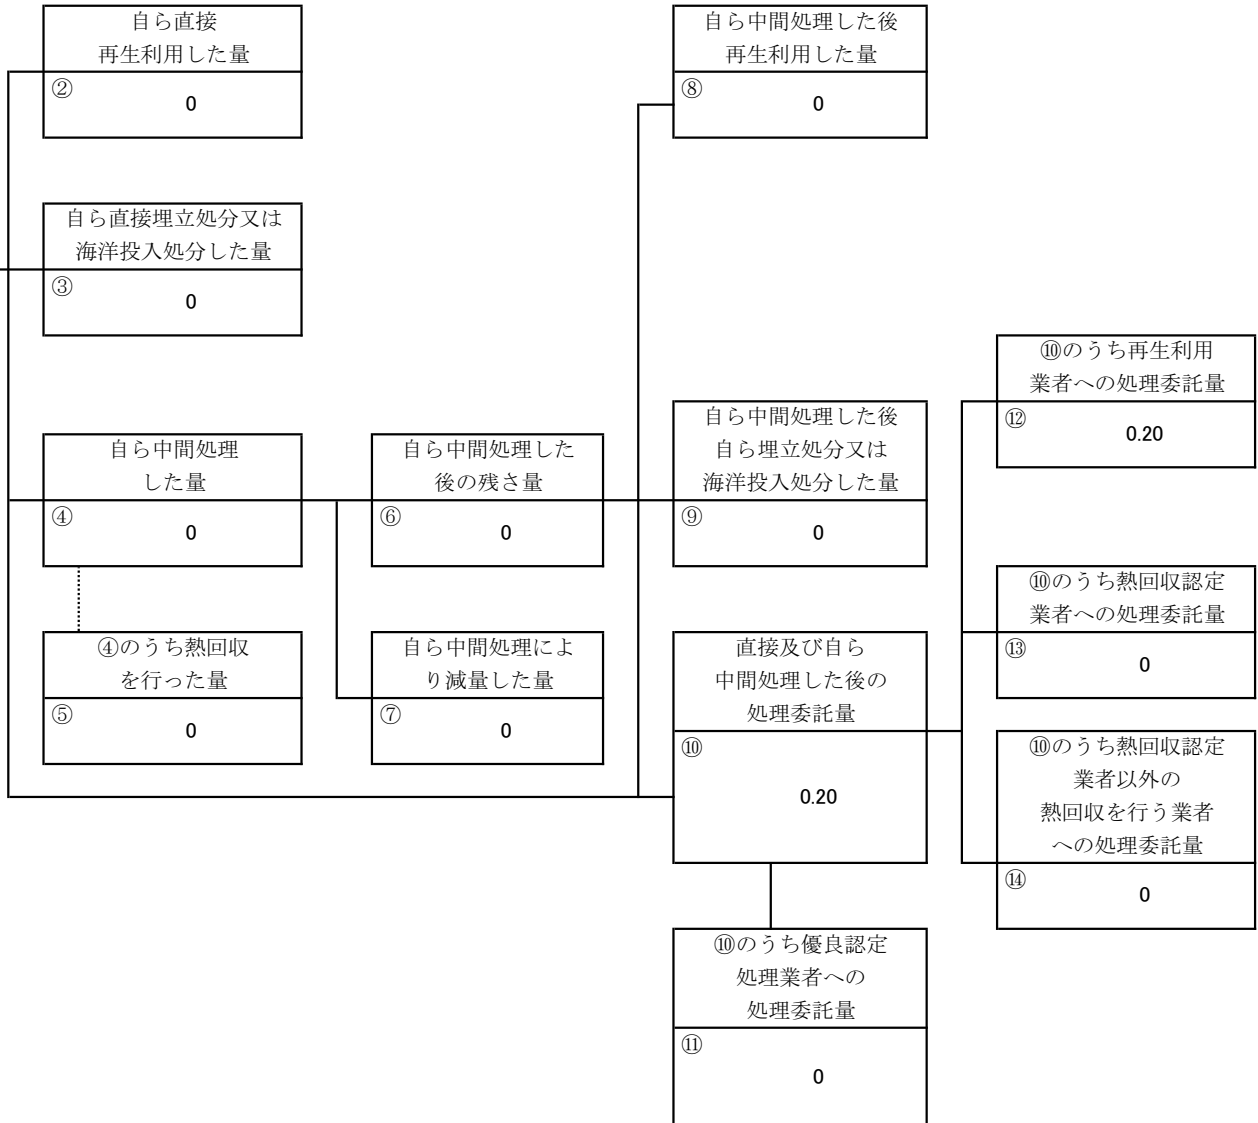 自ら直接
再生利用した量
②
0
自ら中間処理した後
再生利用した量
⑧
0
自ら直接埋立処分又は
海洋投入処分した量
③
0
⑩のうち再生利用
業者への処理委託量
⑫
0.20
自ら中間処理
した量
④
0
自ら中間処理した
後の残さ量
⑥
0
自ら中間処理した後
自ら埋立処分又は
海洋投入処分した量
⑨
0
⑩のうち熱回収認定
業者への処理委託量
⑬
0
④のうち熱回収
を行った量
⑤
0
自ら中間処理によ
り減量した量
⑦
0
直接及び自ら
中間処理した後の
処理委託量
⑩
0.20
⑩のうち熱回収認定
業者以外の
熱回収を行う業者
への処理委託量
⑭
0
⑩のうち優良認定
処理業者への
処理委託量
⑪
0